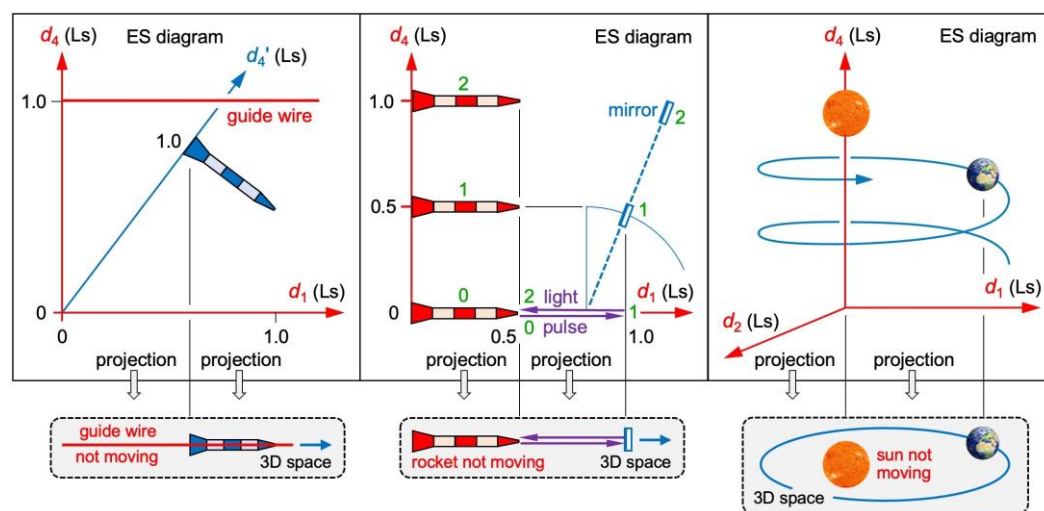 d₄ (Ls) ES diagram
d₄' (Ls)
1.0
guide wire
1.0
0
d₁ (Ls)
0 1.0
projection projection
guide wire
not moving
3D space
d₄ (Ls) ES diagram
2
1.0
mirror 2
1
0.5
1
0 2 light d₁ (Ls)
0
0 pulse
1
0.5 1.0
projection projection
rocket not moving 3D space
ES diagram
d₄ (Ls)
d₁ (Ls)
d₂ (Ls)
projection projection
sun not
moving
3D space